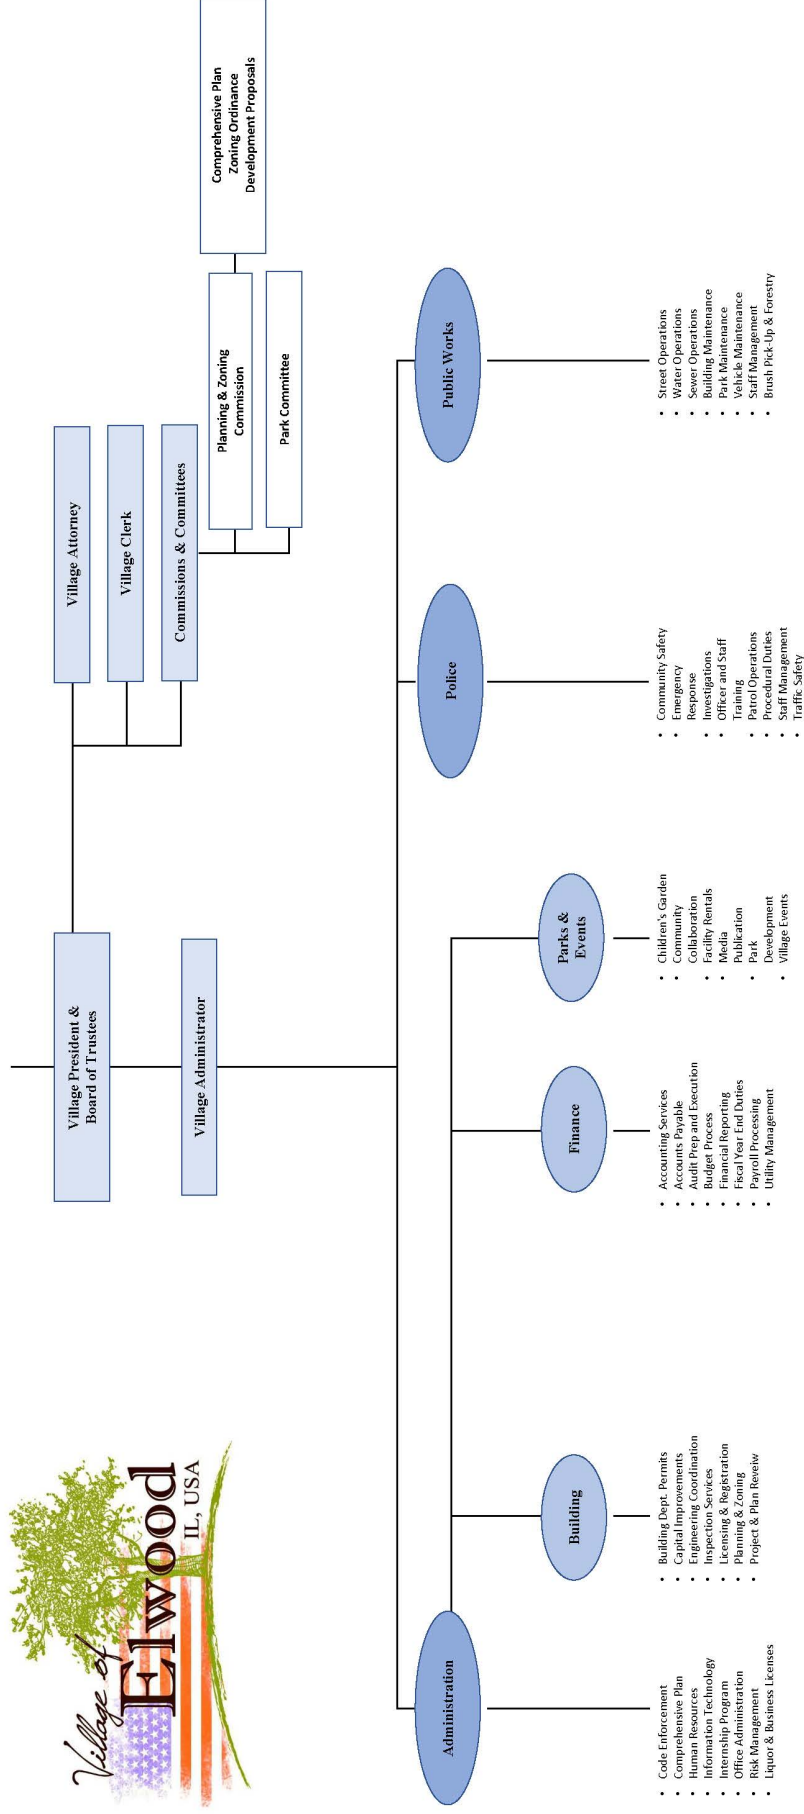 Village of
Elwood
IL, USA
Village President &
Board of Trustees
Village Attorney
Village Clerk
Commissions & Committees
Planning & Zoning
Commission
Comprehensive Plan
Zoning Ordinance
Development Proposals
Park Committee
Village Administrator
Administration
• Code Enforcement
• Comprehensive Plan
• Human Resources
• Information Technology
• Internship Program
• Office Administration
• Risk Management
• Liquor & Business Licenses
Building
• Building Dept. Permits
• Capital Improvements
• Engineering Coordination
• Inspection Services
• Licensing & Registration
• Planning & Zoning
• Project & Plan Reveiw
Finance
• Accounting Services
• Accounts Payable
• Audit Prep and Execution
• Budget Process
• Financial Reporting
• Fiscal Year End Duties
• Payroll Processing
• Utility Management
Parks &
Events
• Children's Garden
• Community
Collaboration
• Facility Rentals
• Media
Publication
• Park
Development
• Village Events
Police
• Community Safety
• Emergency
Response
• Investigations
• Officer and Staff
Training
• Patrol Operations
• Procedural Duties
• Staff Management
• Traffic Safety
Public Works
• Street Operations
• Water Operations
• Sewer Operations
• Building Maintenance
• Park Maintenance
• Vehicle Maintenance
• Staff Management
• Brush Pick-Up & Forestry